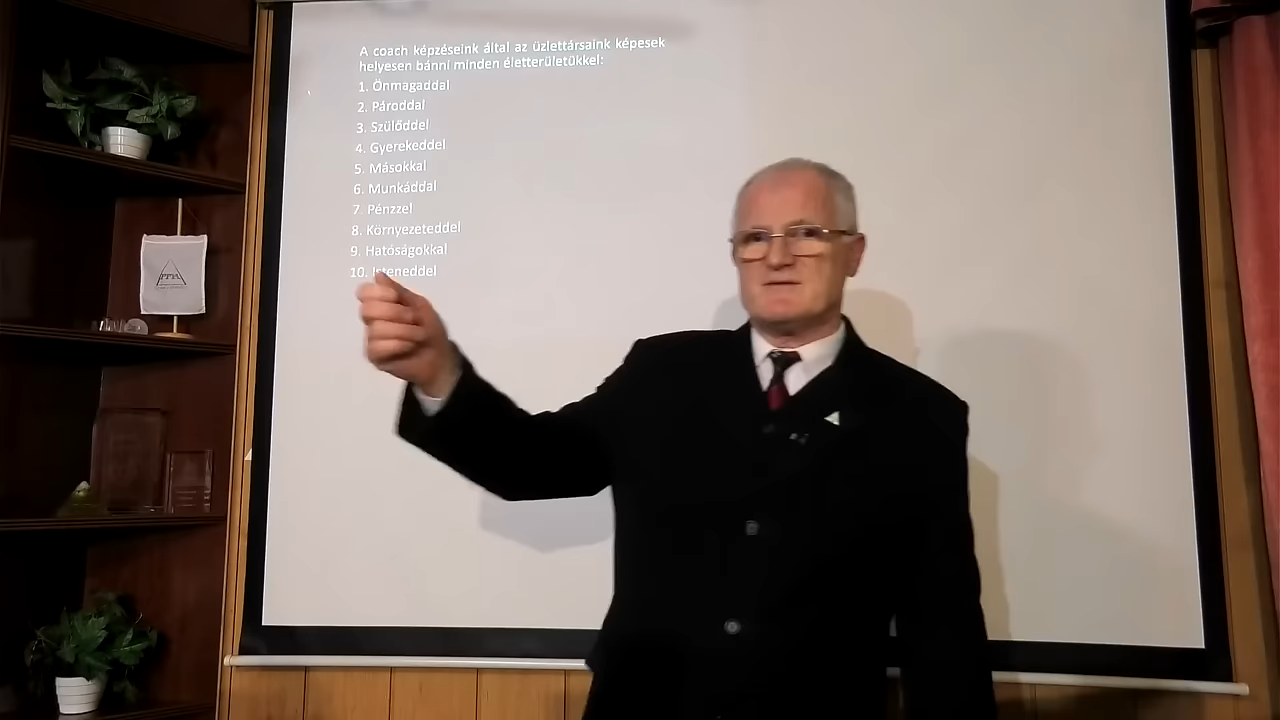 A coach képzéseink által az üzlettársaink képesek
helyesen bánni minden életterületükkel:
1. Önmagaddal
2. Pároddal
3. Szülőddel
4. Gyerekeddel
5. Másokkal
6. Munkáddal
7. Pénzzel
8. Környezeteddel
9. Hatóságokkal
10. Isteneddel